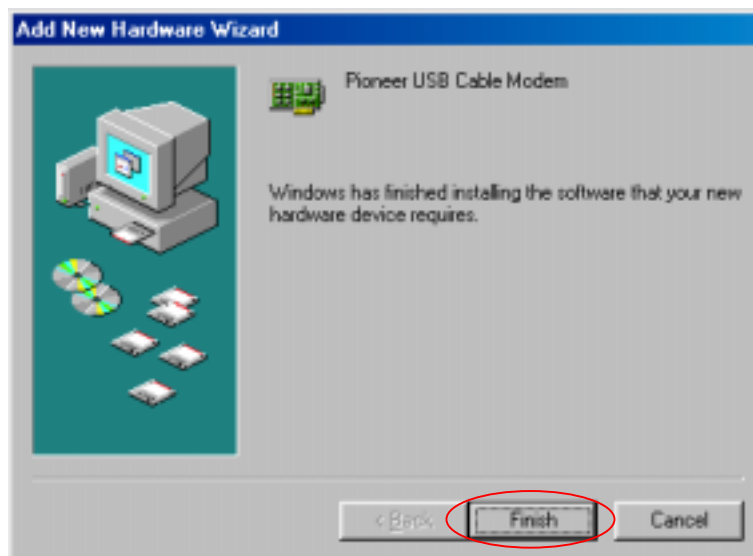 Add New Hardware Wizard
Pioneer USB Cable Modem
Windows has finished installing the software that your new
hardware device requires.
< Back
Finish
Cancel